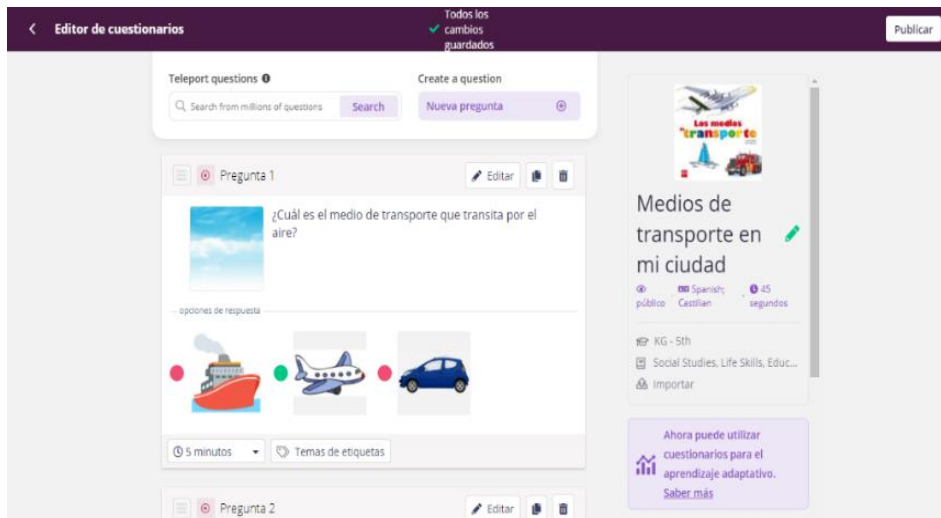 Editor de cuestionarios
Todos los
cambios
guardados
Publicar
Teleport questions
Create a question
Search from millions of questions
Search
Nueva pregunta
Pregunta 1
Editar
¿Cuál es el medio de transporte que transita por el
aire?
opciones de respuesta
5 minutos
Temas de etiquetas
Pregunta 2
Editar
Los medios
de transporte
Medios de
transporte en
mi ciudad
público
Spanish;
Castilian
45
segundos
KG - 5th
Social Studies, Life Skills, Educ...
Importar
Ahora puede utilizar
cuestionarios para el
aprendizaje adaptativo.
Saber más